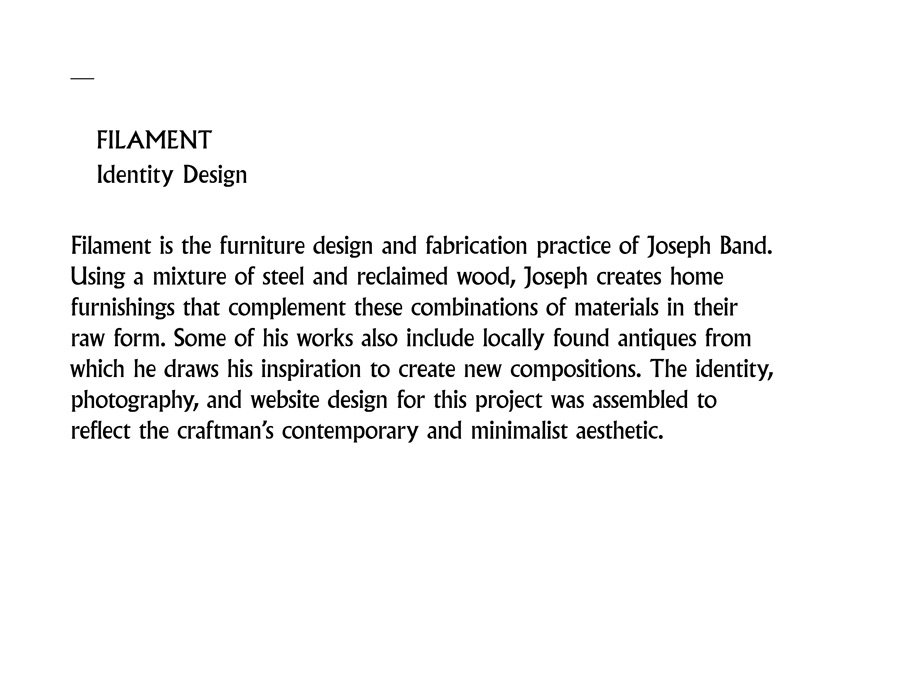 —
FILAMENT
Identity Design
Filament is the furniture design and fabrication practice of Joseph Band.
Using a mixture of steel and reclaimed wood, Joseph creates home
furnishings that complement these combinations of materials in their
raw form. Some of his works also include locally found antiques from
which he draws his inspiration to create new compositions. The identity,
photography, and website design for this project was assembled to
reflect the craftman’s contemporary and minimalist aesthetic.